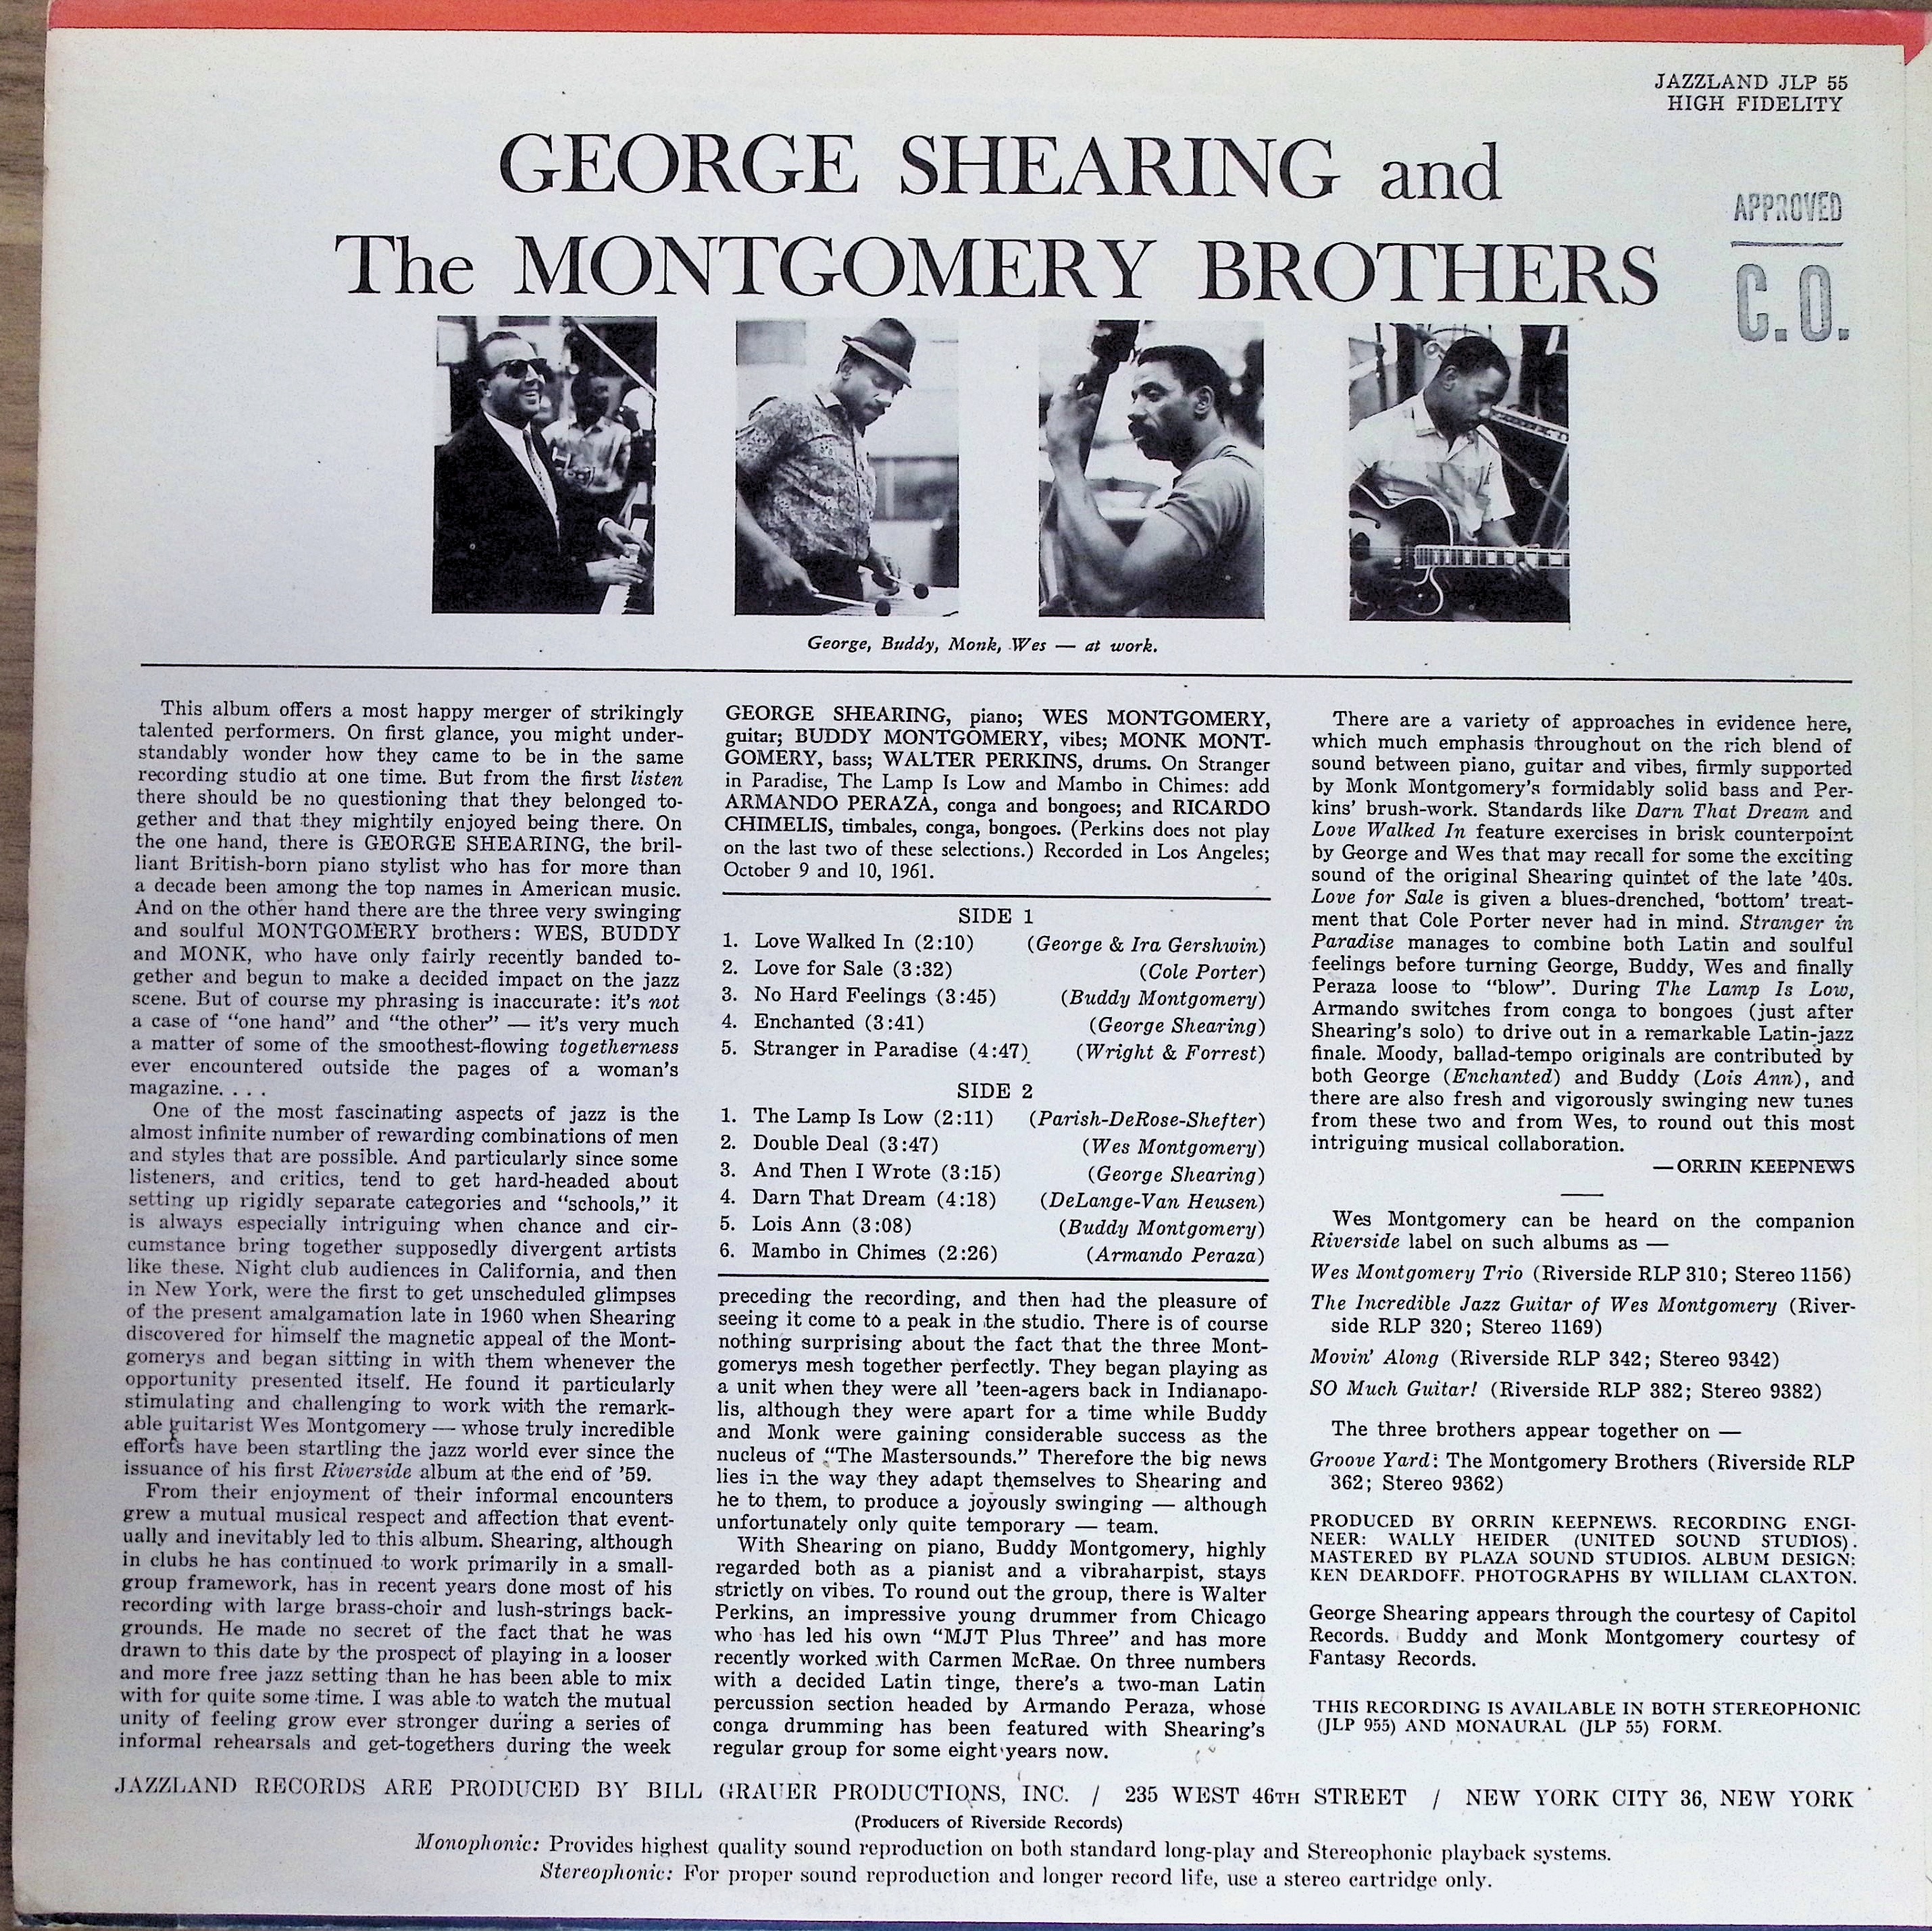 JAZZLAND JLP 55
HIGH FIDELITY
GEORGE SHEARING and
The MONTGOMERY BROTHERS
APPROVED
C.O.
George, Buddy, Monk, Wes — at work.
This album offers a most happy merger of strikingly
talented performers. On first glance, you might under-
standably wonder how they came to be in the same
recording studio at one time. But from the first listen
there should be no questioning that they belonged to-
gether and that they mightily enjoyed being there. On
the one hand, there is GEORGE SHEARING, the bril-
liant British-born piano stylist who has for more than
a decade been among the top names in American music.
And on the other hand there are the three very swinging
and soulful MONTGOMERY brothers: WES, BUDDY
and MONK, who have only fairly recently banded to-
gether and begun to make a decided impact on the jazz
scene. But of course my phrasing is inaccurate: it's not
a case of "one hand" and "the other" — it's very much
a matter of some of the smoothest-flowing togetherness
ever encountered outside the pages of a woman's
magazine. . . .
One of the most fascinating aspects of jazz is the
almost infinite number of rewarding combinations of men
and styles that are possible. And particularly since some
listeners, and critics, tend to get hard-headed about
setting up rigidly separate categories and "schools," it
is always especially intriguing when chance and cir-
cumstance bring together supposedly divergent artists
like these. Night club audiences in California, and then
in New York, were the first to get unscheduled glimpses
of the present amalgamation late in 1960 when Shearing
discovered for himself the magnetic appeal of the Mont-
gomerys and began sitting in with them whenever the
opportunity presented itself. He found it particularly
stimulating and challenging to work with the remark-
able guitarist Wes Montgomery — whose truly incredible
efforts have been startling the jazz world ever since the
issuance of his first Riverside album at the end of '59.
From their enjoyment of their informal encounters
grew a mutual musical respect and affection that event-
ually and inevitably led to this album. Shearing, although
in clubs he has continued to work primarily in a small-
group framework, has in recent years done most of his
recording with large brass-choir and lush-strings back-
grounds. He made no secret of the fact that he was
drawn to this date by the prospect of playing in a looser
and more free jazz setting than he has been able to mix
with for quite some time. I was able to watch the mutual
unity of feeling grow ever stronger during a series of
informal rehearsals and get-togethers during the week
GEORGE SHEARING, piano; WES MONTGOMERY,
guitar; BUDDY MONTGOMERY, vibes; MONK MONT-
GOMERY, bass; WALTER PERKINS, drums. On Stranger
in Paradise, The Lamp Is Low and Mambo in Chimes: add
ARMANDO PERAZA, conga and bongoes; and RICARDO
CHIMELIS, timbales, conga, bongoes. (Perkins does not play
on the last two of these selections.) Recorded in Los Angeles;
October 9 and 10, 1961.
SIDE 1
1. Love Walked In (2:10) (George & Ira Gershwin)
2. Love for Sale (3:32) (Cole Porter)
3. No Hard Feelings (3:45) (Buddy Montgomery)
4. Enchanted (3:41) (George Shearing)
5. Stranger in Paradise (4:47) (Wright & Forrest)
SIDE 2
1. The Lamp Is Low (2:11) (Parish-DeRose-Shefter)
2. Double Deal (3:47) (Wes Montgomery)
3. And Then I Wrote (3:15) (George Shearing)
4. Darn That Dream (4:18) (DeLange-Van Heusen)
5. Lois Ann (3:08) (Buddy Montgomery)
6. Mambo in Chimes (2:26) (Armando Peraza)
preceding the recording, and then had the pleasure of
seeing it come to a peak in the studio. There is of course
nothing surprising about the fact that the three Mont-
gomerys mesh together perfectly. They began playing as
a unit when they were all 'teen-agers back in Indianapo-
lis, although they were apart for a time while Buddy
and Monk were gaining considerable success as the
nucleus of "The Mastersounds." Therefore the big news
lies in the way they adapt themselves to Shearing and
he to them, to produce a joyously swinging — although
unfortunately only quite temporary — team.
With Shearing on piano, Buddy Montgomery, highly
regarded both as a pianist and a vibraharpist, stays
strictly on vibes. To round out the group, there is Walter
Perkins, an impressive young drummer from Chicago
who has led his own "MJT Plus Three" and has more
recently worked with Carmen McRae. On three numbers
with a decided Latin tinge, there's a two-man Latin
percussion section headed by Armando Peraza, whose
conga drumming has been featured with Shearing's
regular group for some eight years now.
There are a variety of approaches in evidence here,
which much emphasis throughout on the rich blend of
sound between piano, guitar and vibes, firmly supported
by Monk Montgomery's formidably solid bass and Per-
kins' brush-work. Standards like Darn That Dream and
Love Walked In feature exercises in brisk counterpoint
by George and Wes that may recall for some the exciting
sound of the original Shearing quintet of the late '40s.
Love for Sale is given a blues-drenched, 'bottom' treat-
ment that Cole Porter never had in mind. Stranger in
Paradise manages to combine both Latin and soulful
feelings before turning George, Buddy, Wes and finally
Peraza loose to "blow". During The Lamp Is Low,
Armando switches from conga to bongoes (just after
Shearing's solo) to drive out in a remarkable Latin-jazz
finale. Moody, ballad-tempo originals are contributed by
both George (Enchanted) and Buddy (Lois Ann), and
there are also fresh and vigorously swinging new tunes
from these two and from Wes, to round out this most
intriguing musical collaboration.
—ORRIN KEEPNEWS
Wes Montgomery can be heard on the companion
Riverside label on such albums as —
Wes Montgomery Trio (Riverside RLP 310; Stereo 1156)
The Incredible Jazz Guitar of Wes Montgomery (River-
side RLP 320; Stereo 1169)
Movin' Along (Riverside RLP 342; Stereo 9342)
SO Much Guitar! (Riverside RLP 382; Stereo 9382)
The three brothers appear together on —
Groove Yard: The Montgomery Brothers (Riverside RLP
362; Stereo 9362)
PRODUCED BY ORRIN KEEPNEWS. RECORDING ENGI-
NEER: WALLY HEIDER (UNITED SOUND STUDIOS).
MASTERED BY PLAZA SOUND STUDIOS. ALBUM DESIGN:
KEN DEARDOFF. PHOTOGRAPHS BY WILLIAM CLAXTON.
George Shearing appears through the courtesy of Capitol
Records. Buddy and Monk Montgomery courtesy of
Fantasy Records.
THIS RECORDING IS AVAILABLE IN BOTH STEREOPHONIC
(JLP 955) AND MONAURAL (JLP 55) FORM.
JAZZLAND RECORDS ARE PRODUCED BY BILL GRAUER PRODUCTIONS, INC. / 235 WEST 46TH STREET / NEW YORK CITY 36, NEW YORK
(Producers of Riverside Records)
Monophonic: Provides highest quality sound reproduction on both standard long-play and Stereophonic playback systems.
Stereophonic: For proper sound reproduction and longer record life, use a stereo cartridge only.